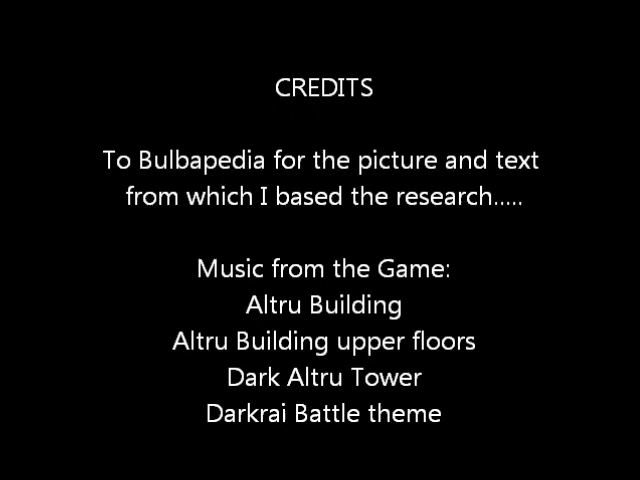 CREDITS
To Bulbapedia for the picture and text
from which I based the research.....
Music from the Game:
Altru Building
Altru Building upper floors
Dark Altru Tower
Darkrai Battle theme